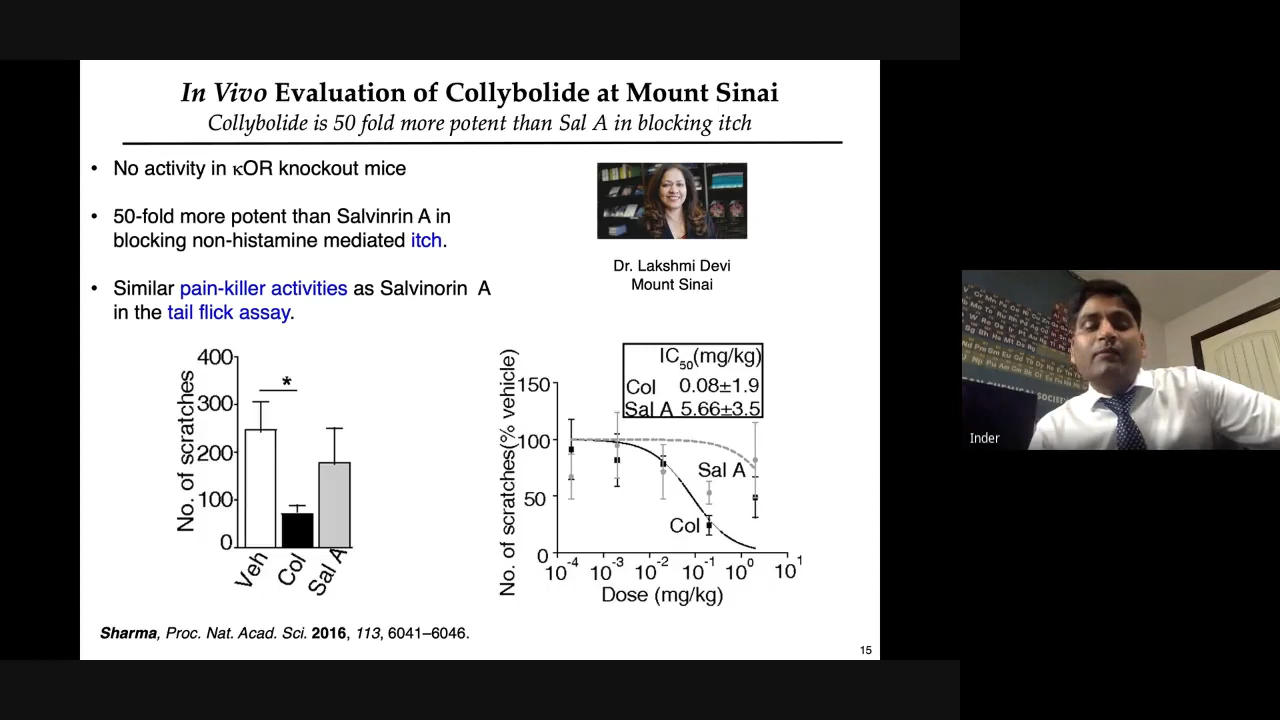 In Vivo Evaluation of Collybolide at Mount Sinai
Collybolide is 50 fold more potent than Sal A in blocking itch
• No activity in κOR knockout mice
• 50-fold more potent than Salvinrin A in
blocking non-histamine mediated itch.
• Similar pain-killer activities as Salvinorin A
in the tail flick assay.
Dr. Lakshmi Devi
Mount Sinai
No. of scratches
400
300
200
100
0
*
Veh
Col
Sal A
No. of scratches(% vehicle)
150
100
50
0
IC50(mg/kg)
Col 0.08±1.9
Sal A 5.66±3.5
Sal A
Col
10-4 10-3 10-2 10-1 100 101
Dose (mg/kg)
Sharma, Proc. Nat. Acad. Sci. 2016, 113, 6041–6046.
15
Inder